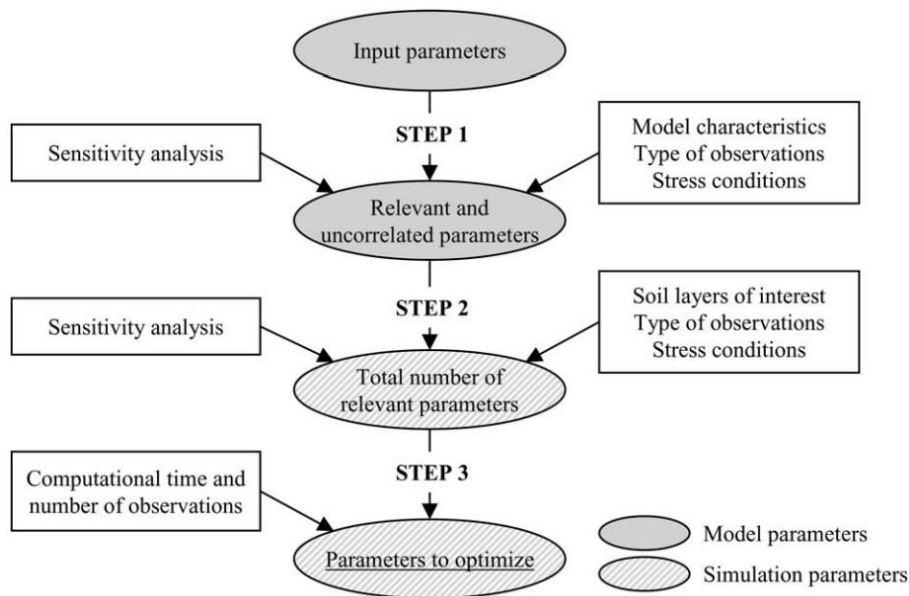 Input parameters
STEP 1
Sensitivity analysis
Model characteristics
Type of observations
Stress conditions
Relevant and
uncorrelated parameters
STEP 2
Sensitivity analysis
Soil layers of interest
Type of observations
Stress conditions
Total number of
relevant parameters
STEP 3
Computational time and
number of observations
Parameters to optimize
Model parameters
Simulation parameters